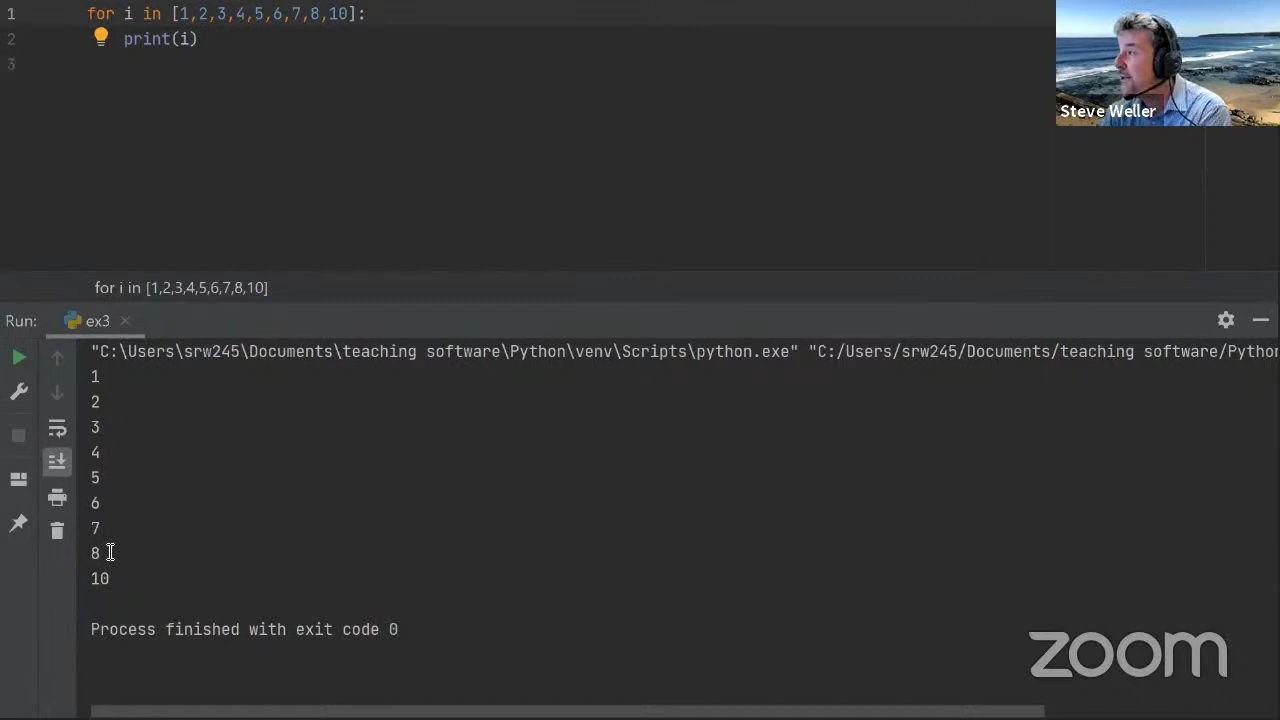 1 for i in [1,2,3,4,5,6,7,8,10]:
2 print(i)
3
Steve Weller
for i in [1,2,3,4,5,6,7,8,10]
Run: ex3
"C:\Users\srw245\Documents\teaching software\Python\venv\Scripts\python.exe" "C:/Users/srw245/Documents/teaching software/Python
1
2
3
4
5
6
7
8
10
Process finished with exit code 0
zoom